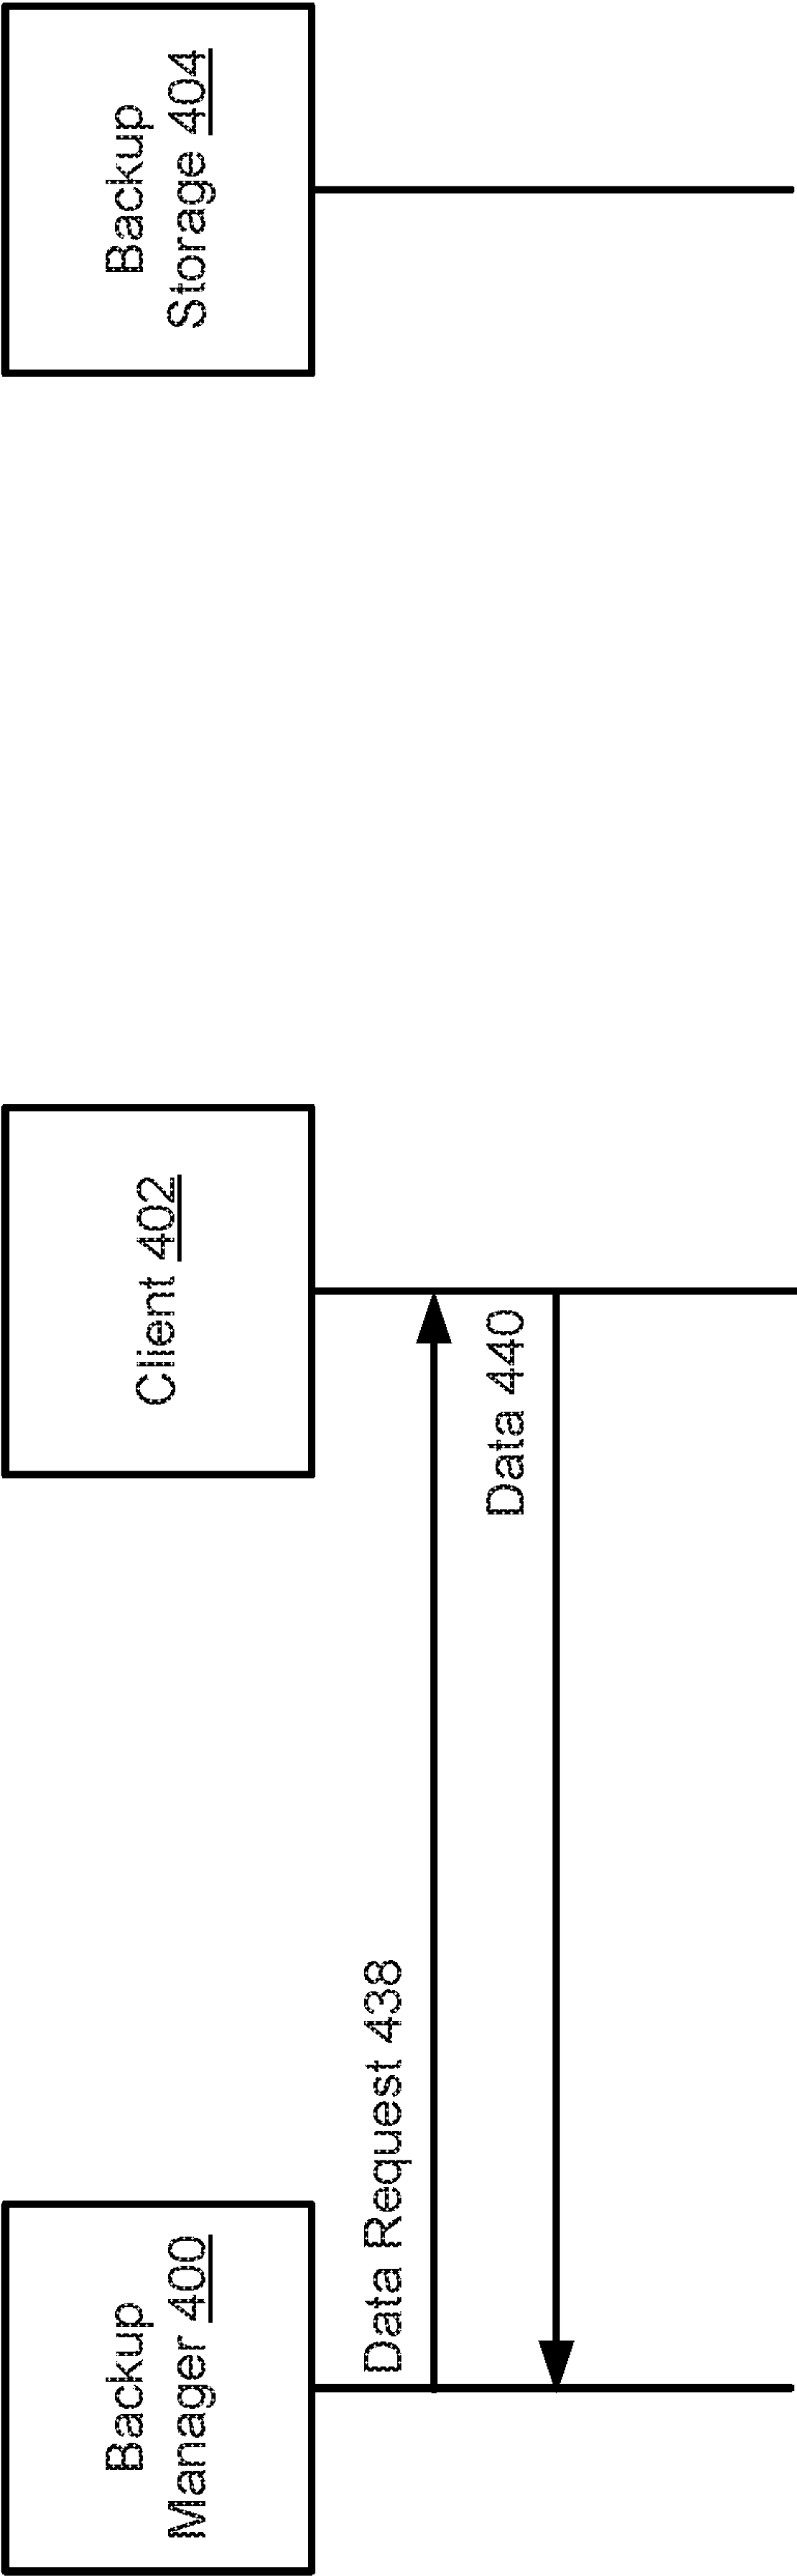 Backup
Manager 400
Client 402
Backup
Storage 404
Data Request 438
Data 440